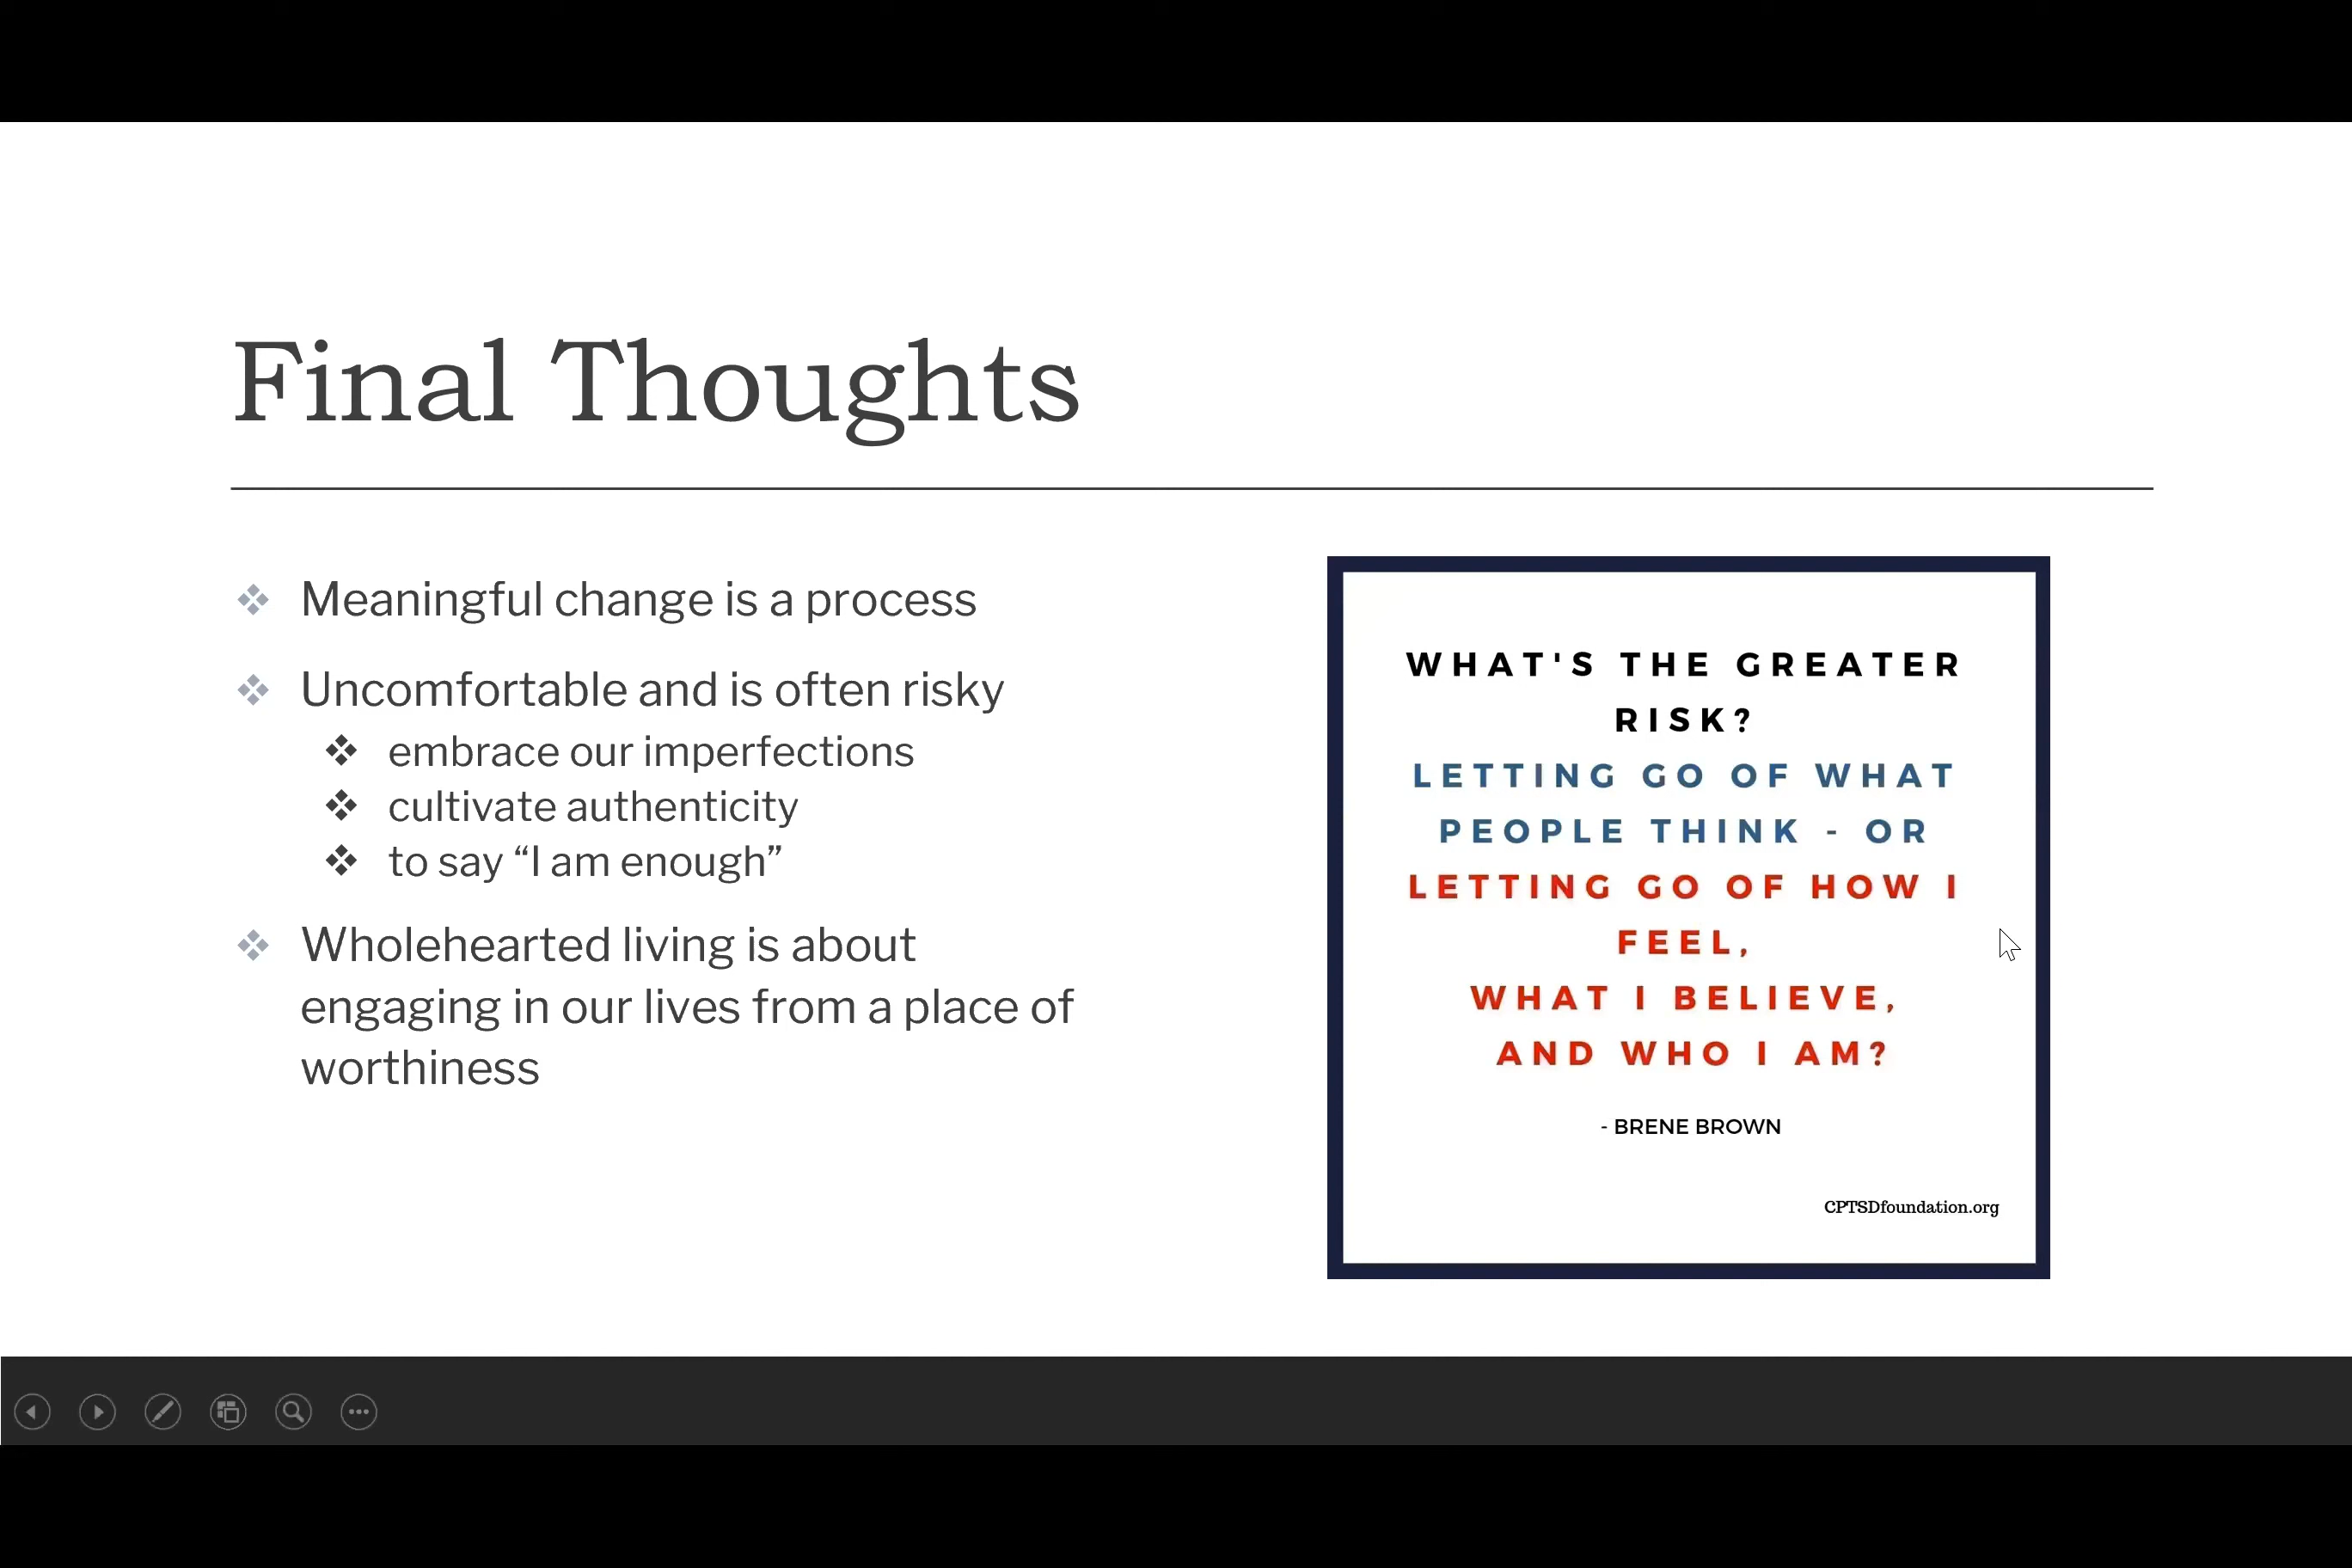 Final Thoughts
Meaningful change is a process
Uncomfortable and is often risky
embrace our imperfections
cultivate authenticity
to say “I am enough”
Wholehearted living is about
engaging in our lives from a place of
worthiness
WHAT'S THE GREATER
RISK?
LETTING GO OF WHAT
PEOPLE THINK - OR
LETTING GO OF HOW I
FEEL,
WHAT I BELIEVE,
AND WHO I AM?
- BRENE BROWN
CPTSDfoundation.org